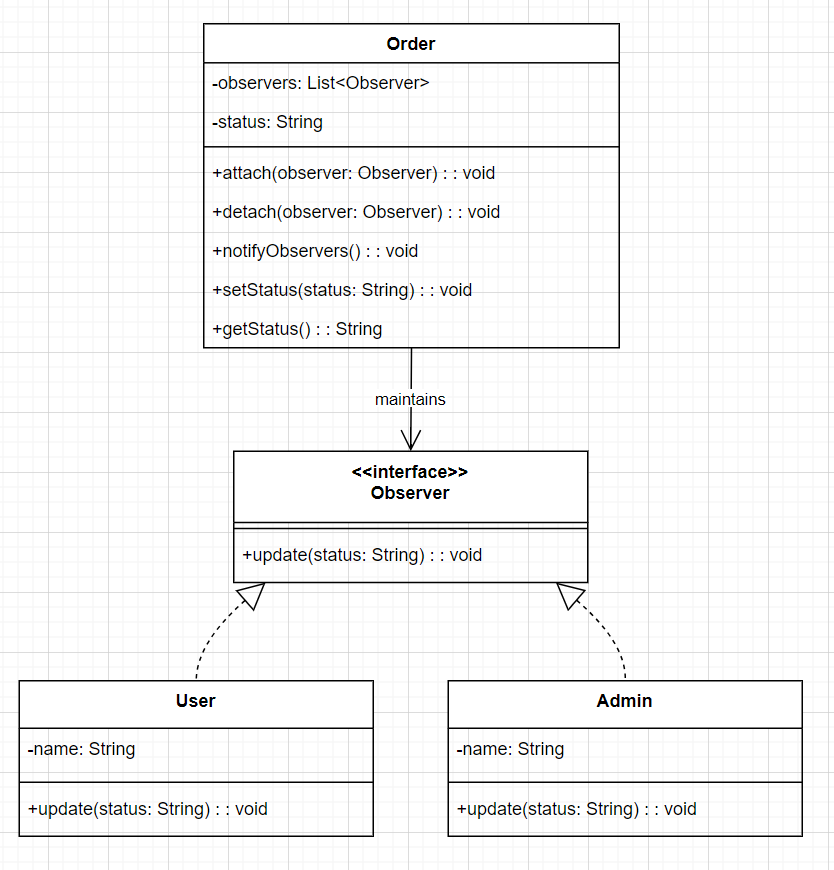 Order
-observers: List<Observer>
-status: String
+attach(observer: Observer) : : void
+detach(observer: Observer) : : void
+notifyObservers() : : void
+setStatus(status: String) : : void
+getStatus() : : String
maintains
<<interface>>
Observer
+update(status: String) : : void
User
-name: String
+update(status: String) : : void
Admin
-name: String
+update(status: String) : : void